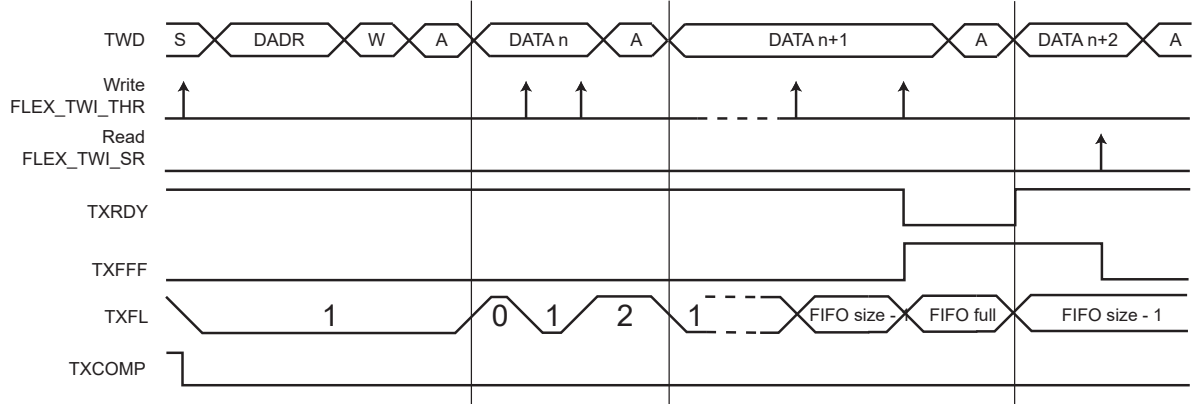 TWD S DADR W A DATA n A DATA n+1 A DATA n+2 A
Write
FLEX_TWI_THR
Read
FLEX_TWI_SR
TXRDY
TXFFF
TXFL 1 0 1 2 1 FIFO size - 1 FIFO full FIFO size - 1
TXCOMP